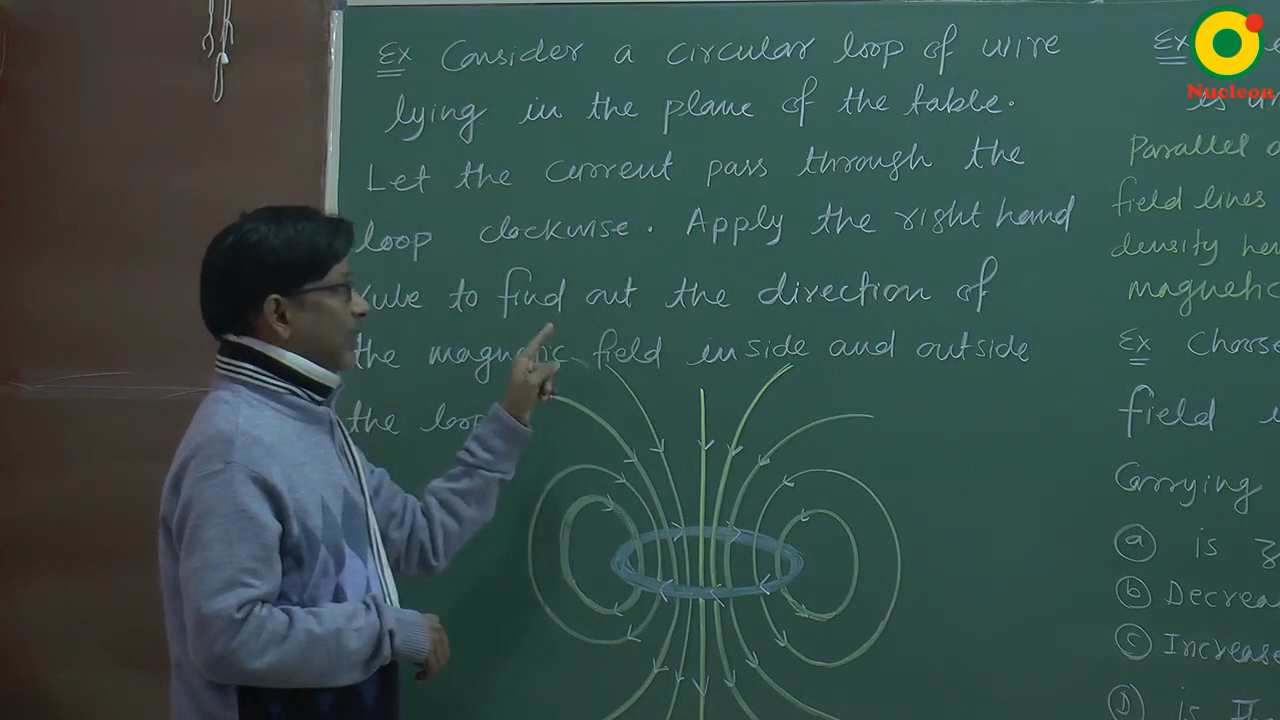 Ex Consider a circular loop of wire
lying in the plane of the table.
Let the current pass through the
loop clockwise. Apply the right hand
rule to find out the direction of
the magnetic field inside and outside
the loop
Ex
Nucleon
is
Parallel
field lines
density
magnetic
Ex Choose
field
Carrying
(a) is
(b)
(c) Increase
(D) is